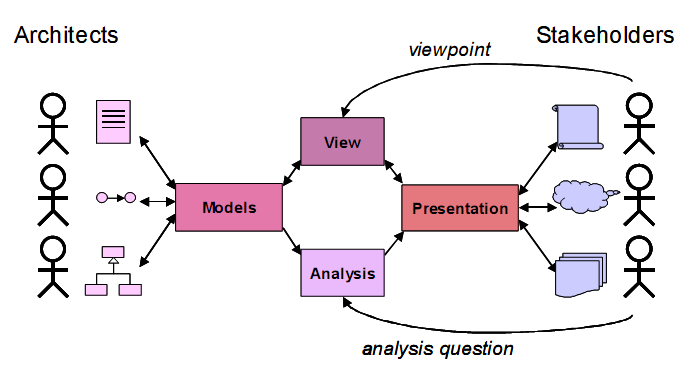 Architects
Stakeholders
viewpoint
View
Models
Presentation
Analysis
analysis question